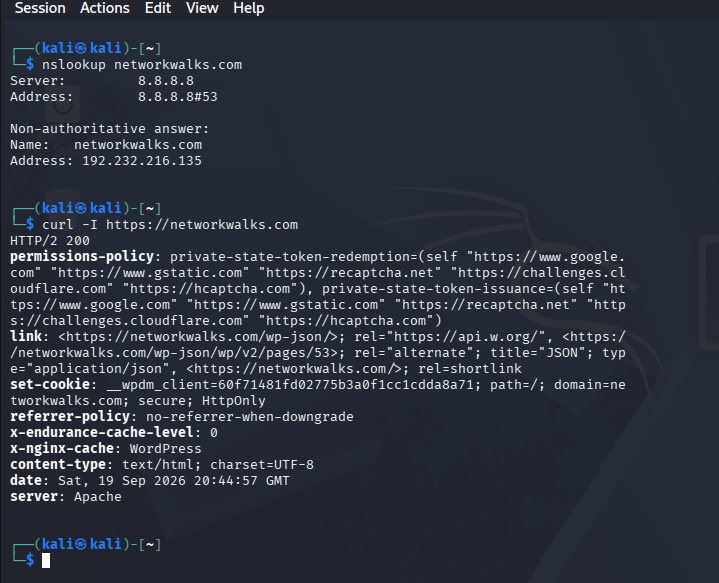 Session Actions Edit View Help
┌──(kali㉿kali)-[~]
└─$ nslookup networkwalks.com
Server:         8.8.8.8
Address:        8.8.8.8#53
Non-authoritative answer:
Name:   networkwalks.com
Address: 192.232.216.135
┌──(kali㉿kali)-[~]
└─$ curl -I https://networkwalks.com
HTTP/2 200
permissions-policy: private-state-token-redemption=(self "https://www.google.
com" "https://www.gstatic.com" "https://recaptcha.net" "https://challenges.cl
oudflare.com" "https://hcaptcha.com"), private-state-token-issuance=(self "ht
tps://www.google.com" "https://www.gstatic.com" "https://recaptcha.net" "http
s://challenges.cloudflare.com" "https://hcaptcha.com")
link: <https://networkwalks.com/wp-json/>; rel="https://api.w.org/", <https:/
/networkwalks.com/wp-json/wp/v2/pages/53>; rel="alternate"; title="JSON"; typ
e="application/json", <https://networkwalks.com/>; rel=shortlink
set-cookie: __wpdm_client=60f71481fd02775b3a0f1cc1cdda8a71; path=/; domain=ne
tworkwalks.com; secure; HttpOnly
referrer-policy: no-referrer-when-downgrade
x-endurance-cache-level: 0
x-nginx-cache: WordPress
content-type: text/html; charset=UTF-8
date: Sat, 19 Sep 2026 20:44:57 GMT
server: Apache
┌──(kali㉿kali)-[~]
└─$